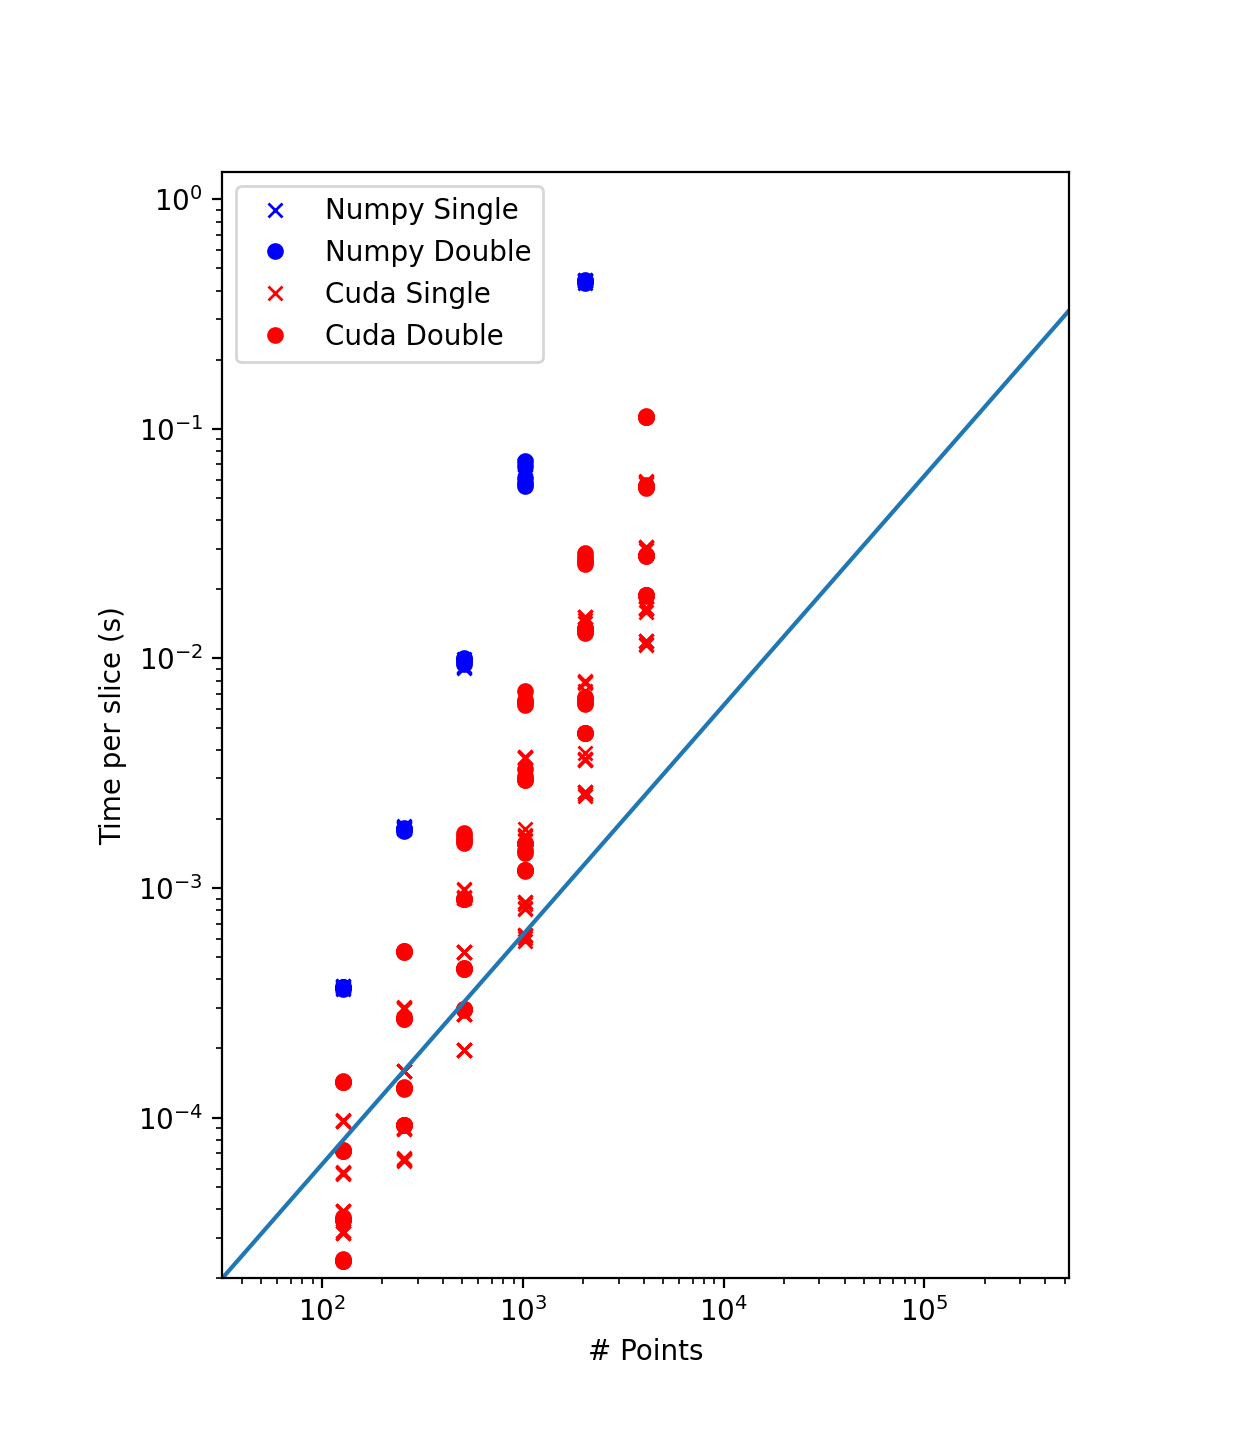 10⁰
Numpy Single
Numpy Double
Cuda Single
Cuda Double
10⁻¹
10⁻²
10⁻³
10⁻⁴
Time per slice (s)
10² 10³ 10⁴ 10⁵
# Points